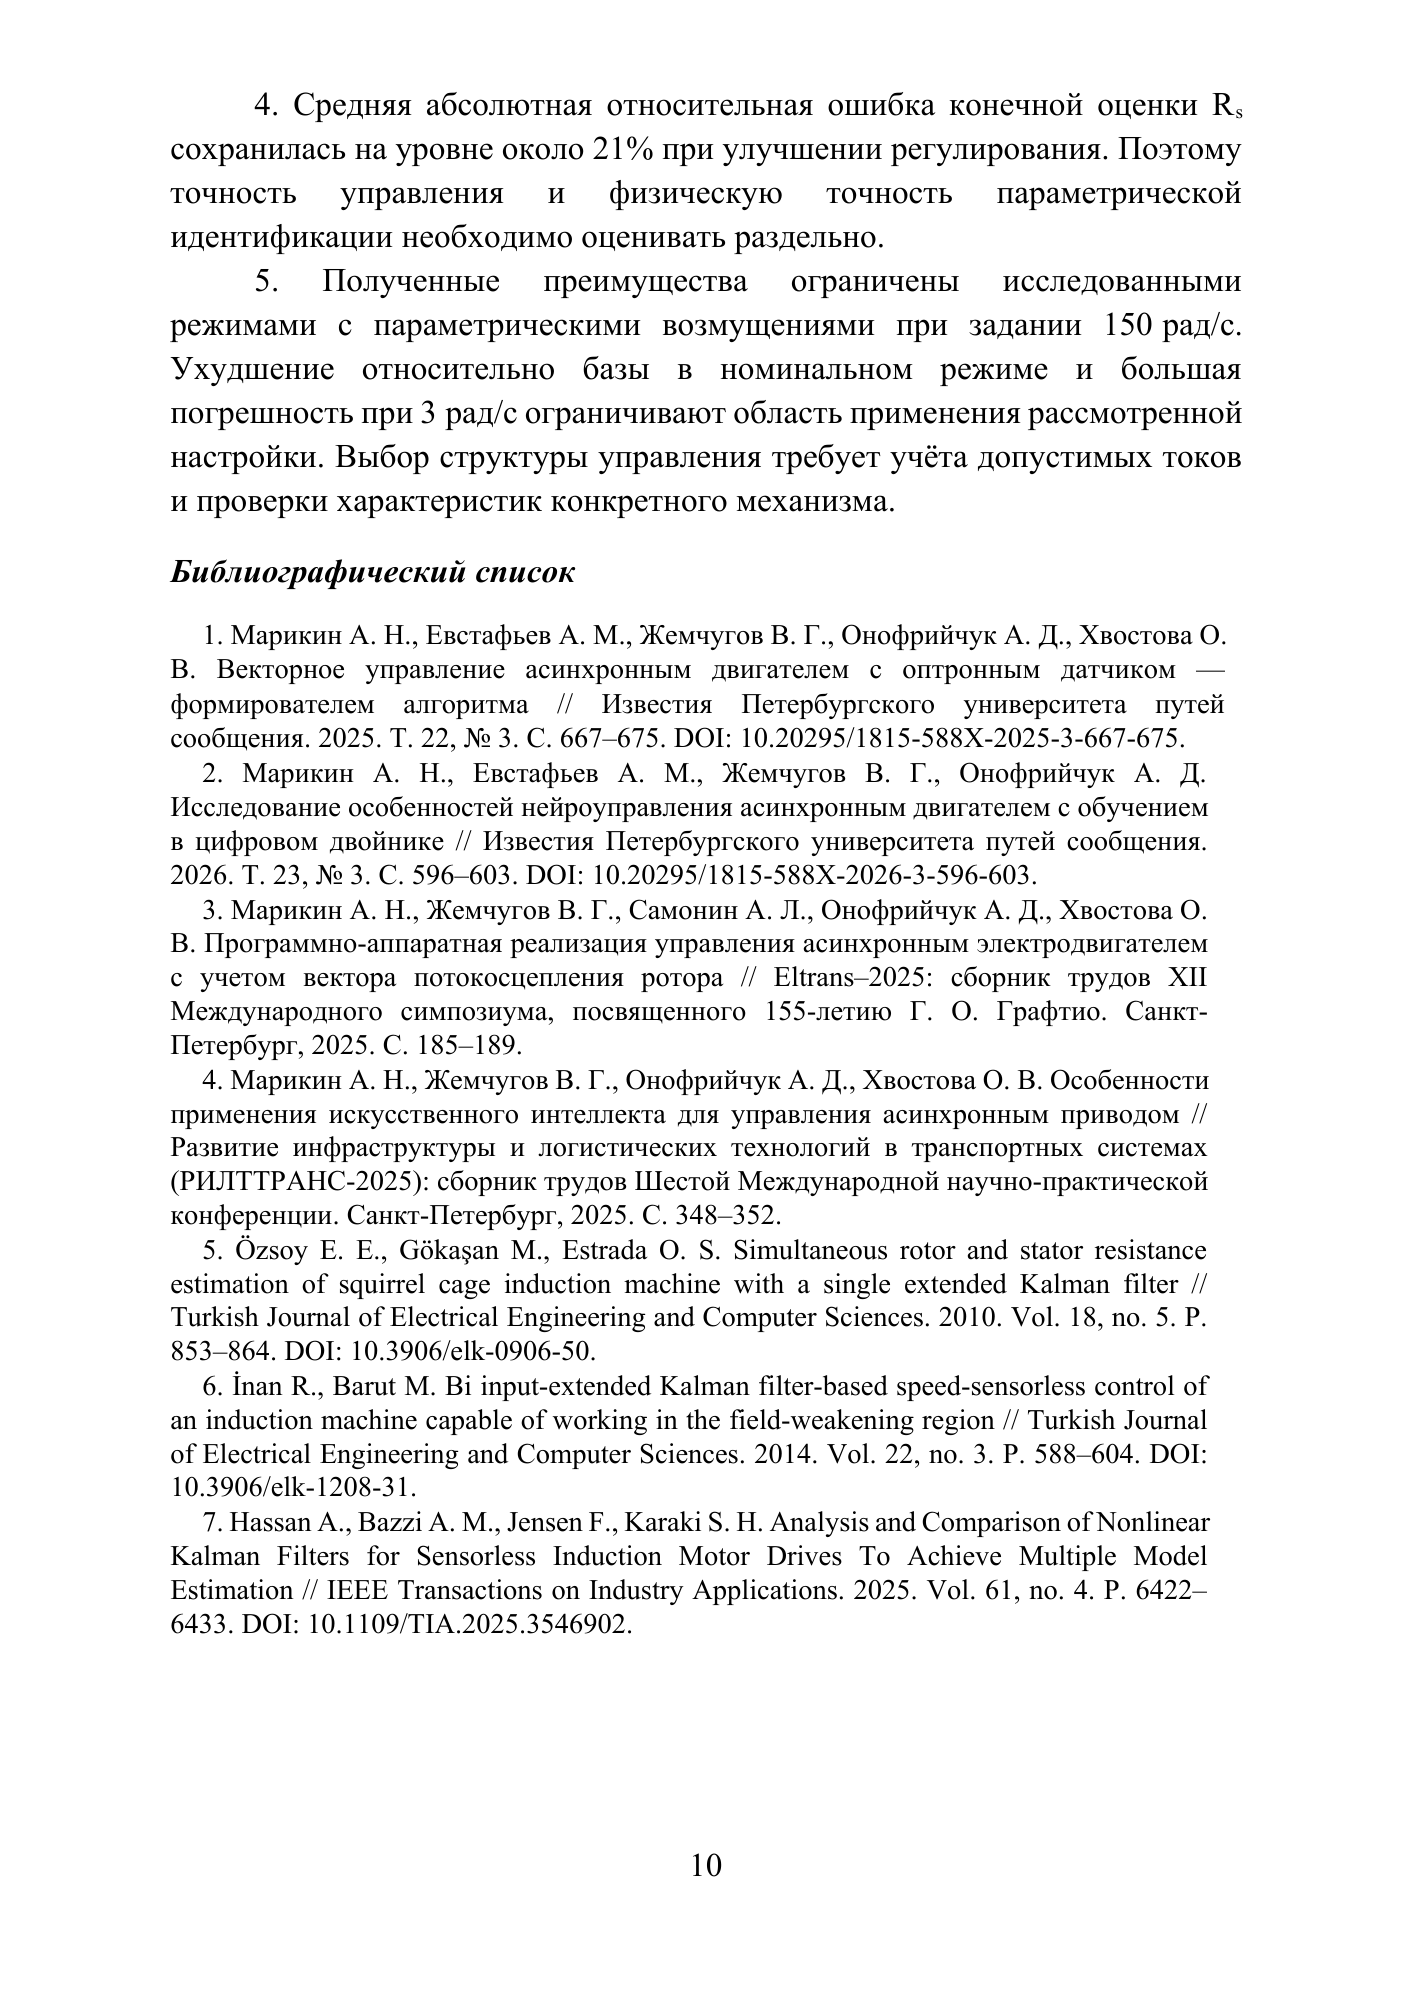 4. Средняя абсолютная относительная ошибка конечной оценки Rs
сохранилась на уровне около 21% при улучшении регулирования. Поэтому
точность управления и физическую точность параметрической
идентификации необходимо оценивать раздельно.
5. Полученные преимущества ограничены исследованными
режимами с параметрическими возмущениями при задании 150 рад/с.
Ухудшение относительно базы в номинальном режиме и большая
погрешность при 3 рад/с ограничивают область применения рассмотренной
настройки. Выбор структуры управления требует учёта допустимых токов
и проверки характеристик конкретного механизма.
Библиографический список
1. Марикин А. Н., Евстафьев А. М., Жемчугов В. Г., Онофрийчук А. Д., Хвостова О.
В. Векторное управление асинхронным двигателем с оптронным датчиком —
формирователем алгоритма // Известия Петербургского университета путей
сообщения. 2025. Т. 22, № 3. С. 667–675. DOI: 10.20295/1815-588X-2025-3-667-675.
2. Марикин А. Н., Евстафьев А. М., Жемчугов В. Г., Онофрийчук А. Д.
Исследование особенностей нейроуправления асинхронным двигателем с обучением
в цифровом двойнике // Известия Петербургского университета путей сообщения.
2026. Т. 23, № 3. С. 596–603. DOI: 10.20295/1815-588X-2026-3-596-603.
3. Марикин А. Н., Жемчугов В. Г., Самонин А. Л., Онофрийчук А. Д., Хвостова О.
В. Программно-аппаратная реализация управления асинхронным электродвигателем
с учетом вектора потокосцепления ротора // Eltrans–2025: сборник трудов XII
Международного симпозиума, посвященного 155-летию Г. О. Графтио. Санкт-
Петербург, 2025. С. 185–189.
4. Марикин А. Н., Жемчугов В. Г., Онофрийчук А. Д., Хвостова О. В. Особенности
применения искусственного интеллекта для управления асинхронным приводом //
Развитие инфраструктуры и логистических технологий в транспортных системах
(РИЛТТРАНС-2025): сборник трудов Шестой Международной научно-практической
конференции. Санкт-Петербург, 2025. С. 348–352.
5. Özsoy E. E., Gökaşan M., Estrada O. S. Simultaneous rotor and stator resistance
estimation of squirrel cage induction machine with a single extended Kalman filter //
Turkish Journal of Electrical Engineering and Computer Sciences. 2010. Vol. 18, no. 5. P.
853–864. DOI: 10.3906/elk-0906-50.
6. İnan R., Barut M. Bi input-extended Kalman filter-based speed-sensorless control of
an induction machine capable of working in the field-weakening region // Turkish Journal
of Electrical Engineering and Computer Sciences. 2014. Vol. 22, no. 3. P. 588–604. DOI:
10.3906/elk-1208-31.
7. Hassan A., Bazzi A. M., Jensen F., Karaki S. H. Analysis and Comparison of Nonlinear
Kalman Filters for Sensorless Induction Motor Drives To Achieve Multiple Model
Estimation // IEEE Transactions on Industry Applications. 2025. Vol. 61, no. 4. P. 6422–
6433. DOI: 10.1109/TIA.2025.3546902.
10